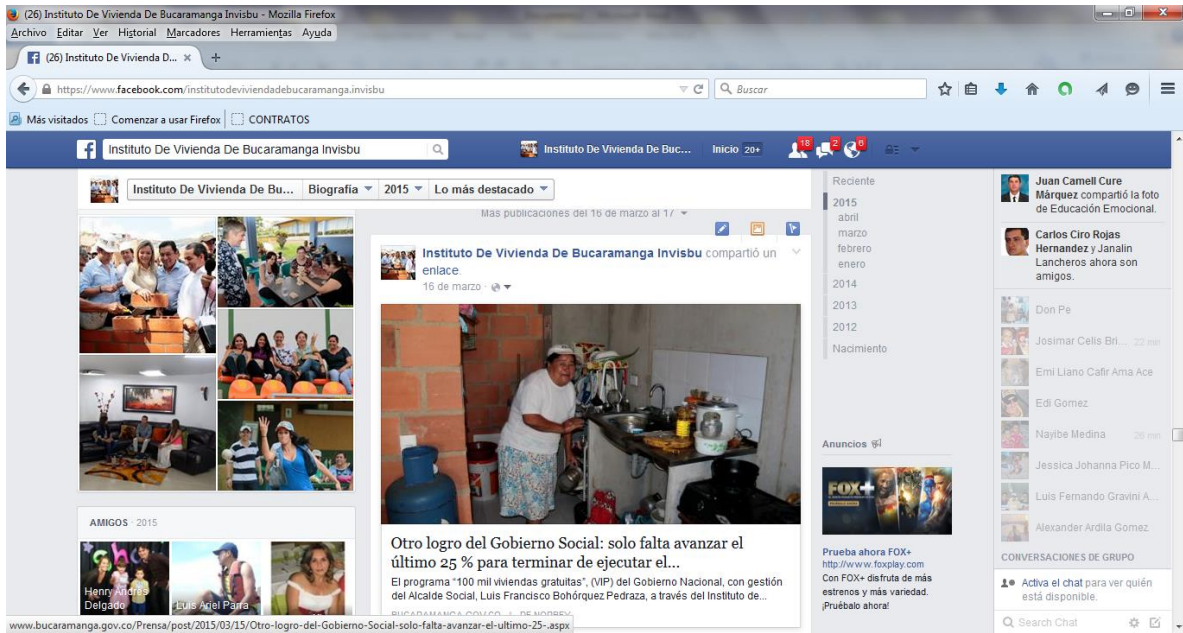 (26) Instituto De Vivienda De Bucaramanga Invisbu - Mozilla Firefox
Archivo Editar Ver Historial Marcadores Herramientas Ayuda
(26) Instituto De Vivienda D...
https://www.facebook.com/institutodeviviendadebucaramanga.invisbu
Buscar
Más visitados
Comenzar a usar Firefox
CONTRATOS
Instituto De Vivienda De Bucaramanga Invisbu
Instituto De Vivienda De Buc...
Inicio 20+
18
2
6
Instituto De Vivienda De Bu...
Biografía
2015
Lo más destacado
Más publicaciones del 16 de marzo al 17
Instituto De Vivienda De Bucaramanga Invisbu compartió un
enlace.
16 de marzo ·
Otro logro del Gobierno Social: solo falta avanzar el
último 25 % para terminar de ejecutar el...
El programa “100 mil viviendas gratuitas”, (VIP) del Gobierno Nacional, con gestión
del Alcalde Social, Luis Francisco Bohórquez Pedraza, a través del Instituto de...
AMIGOS · 2015
Henry Andrés
Delgado
Luis Ariel Parra
Reciente
2015
abril
marzo
febrero
enero
2014
2013
2012
Nacimiento
Anuncios
FOX+
Prueba ahora FOX+
http://www.foxplay.com
Con FOX+ disfruta de más
estrenos y más variedad.
¡Pruébalo ahora!
Juan Camell Cure
Márquez compartió la foto
de Educación Emocional.
Carlos Ciro Rojas
Hernandez y Janalin
Lancheros ahora son
amigos.
Don Pe
Josimar Celis Bri... 22 min
Emi Liano Cafir Ama Ace
Edi Gomez
Nayibe Medina 26 min
Jessica Johanna Pico M...
Luis Fernando Gravini A...
Alexander Ardila Gomez
CONVERSACIONES DE GRUPO
Activa el chat para ver quién
está disponible.
Search Chat
www.bucaramanga.gov.co/Prensa/post/2015/03/15/Otro-logro-del-Gobierno-Social-solo-falta-avanzar-el-ultimo-25-.aspx